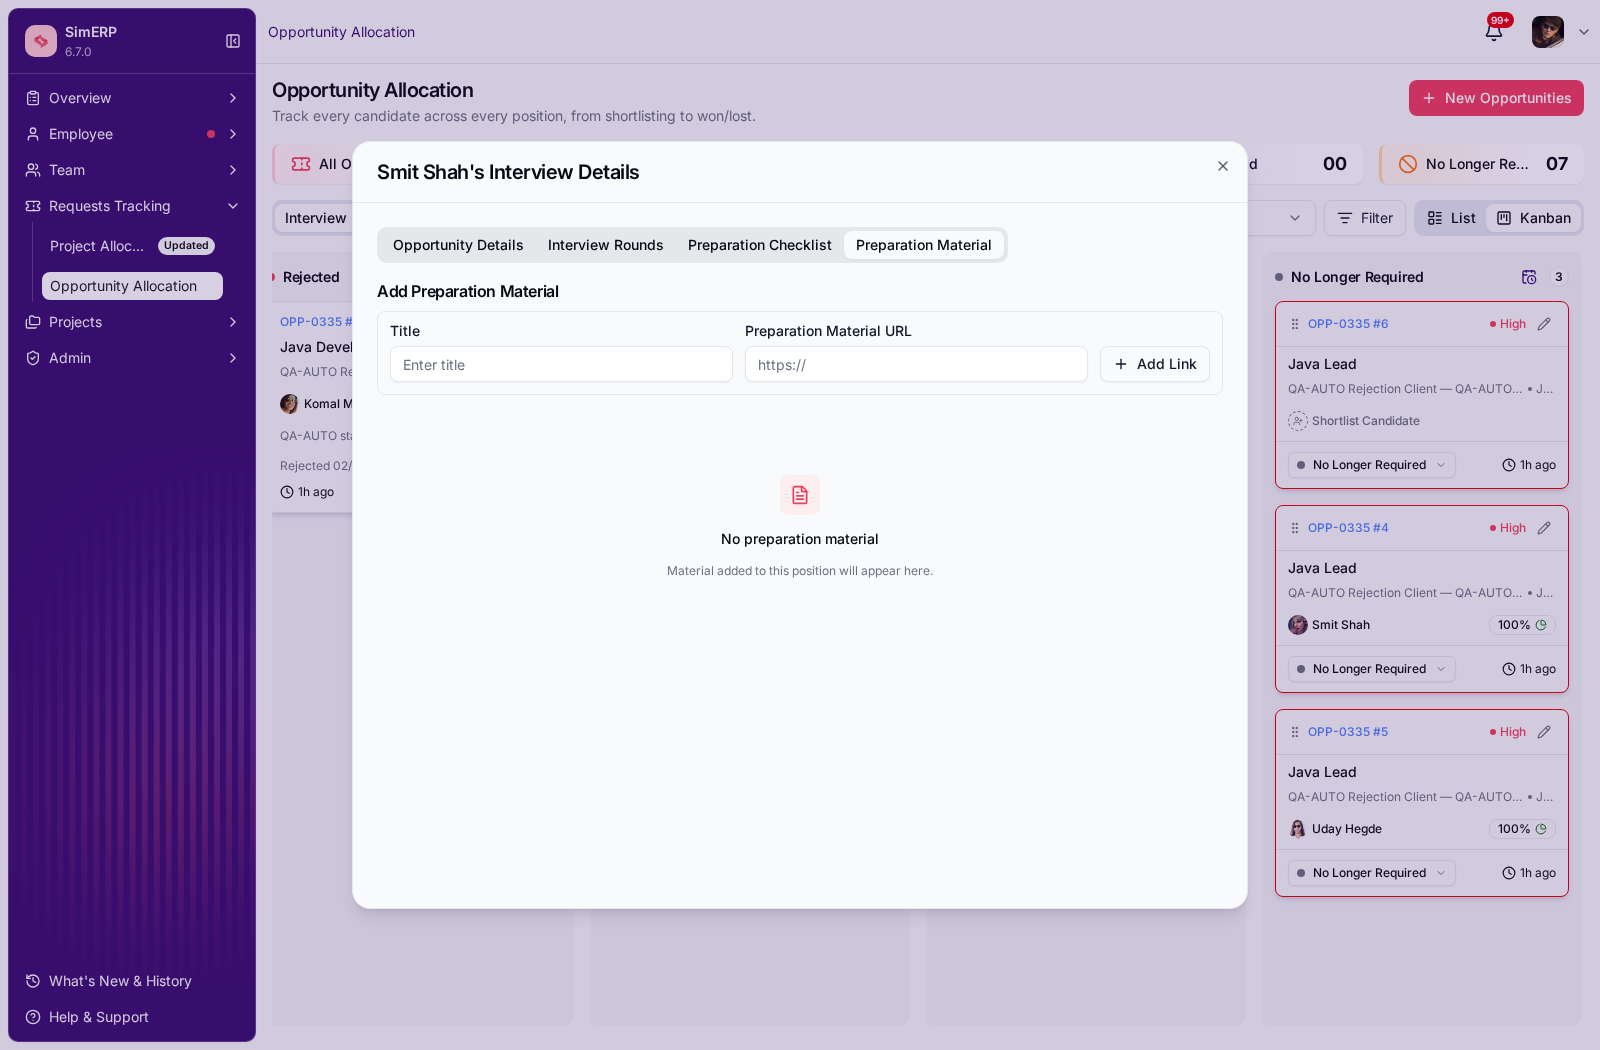 SimERP
6.7.0
Overview
Employee
Team
Requests Tracking
Project Alloc...
Updated
Opportunity Allocation
Projects
Admin
What's New & History
Help & Support
Opportunity Allocation
99+
Opportunity Allocation
Track every candidate across every position, from shortlisting to won/lost.
New Opportunities
All O
d
00
No Longer Re...
07
Interview
Filter
List
Kanban
Rejected
OPP-0335 #
Java Devel
QA-AUTO Re
Komal M
QA-AUTO sta
Rejected 02/
1h ago
Smit Shah's Interview Details
Opportunity Details
Interview Rounds
Preparation Checklist
Preparation Material
Add Preparation Material
Title
Preparation Material URL
Enter title
https://
Add Link
No preparation material
Material added to this position will appear here.
No Longer Required
3
OPP-0335 #6
High
Java Lead
QA-AUTO Rejection Client — QA-AUTO... • J...
Shortlist Candidate
No Longer Required
1h ago
OPP-0335 #4
High
Java Lead
QA-AUTO Rejection Client — QA-AUTO... • J...
Smit Shah
100%
No Longer Required
1h ago
OPP-0335 #5
High
Java Lead
QA-AUTO Rejection Client — QA-AUTO... • J...
Uday Hegde
100%
No Longer Required
1h ago